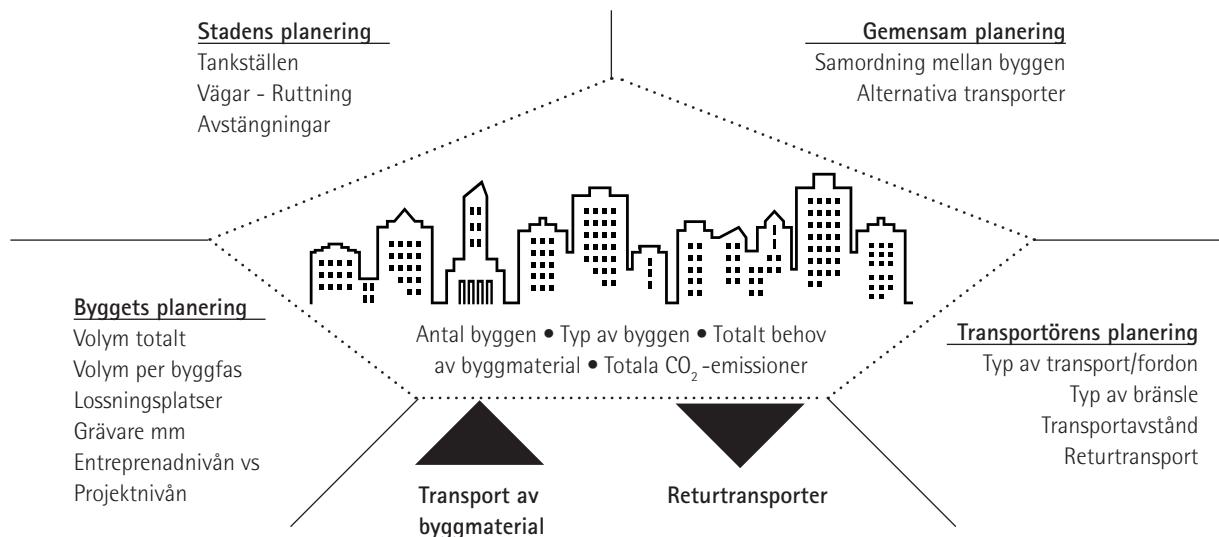 Stadens planering
Tankställen
Vägar - Ruttning
Avstängningar
Gemensam planering
Samordning mellan byggen
Alternativa transporter
Antal byggen • Typ av byggen • Totalt behov
av byggmaterial • Totala CO₂-emissioner
Byggets planering
Volym totalt
Volym per byggfas
Lossningsplatser
Grävare mm
Entreprenadnivån vs
Projektnivån
Transportörens planering
Typ av transport/fordon
Typ av bränsle
Transportavstånd
Returtransport
Transport av
byggmaterial
Returtransporter